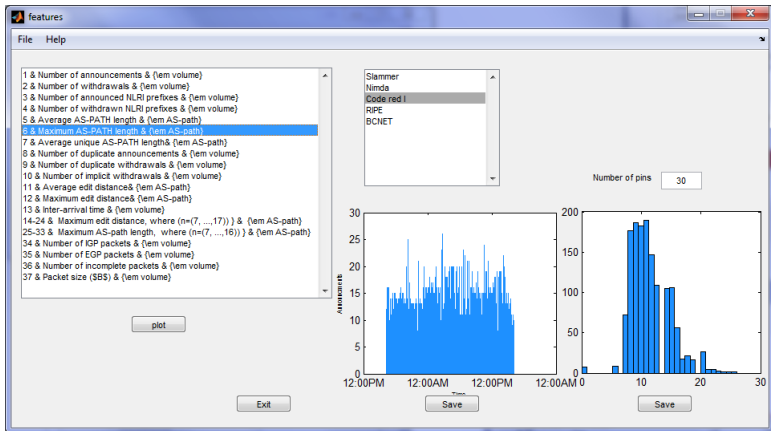 features
File Help
1 & Number of announcements & {\em volume}
2 & Number of withdrawals & {\em volume}
3 & Number of announced NLRI prefixes & {\em volume}
4 & Number of withdrawn NLRI prefixes & {\em volume}
5 & Average AS-PATH length & {\em AS-path}
6 & Maximum AS-PATH length & {\em AS-path}
7 & Average unique AS-PATH length& {\em AS-path}
8 & Number of duplicate announcements & {\em volume}
9 & Number of duplicate withdrawals & {\em volume}
10 & Number of implicit withdrawals & {\em volume}
11 & Average edit distance& {\em AS-path}
12 & Maximum edit distance& {\em AS-path}
13 & Inter-arrival time & {\em volume}
14-24 & Maximum edit distance, where (n=(7, ...,17)) } & {\em AS-path}
25-33 & Maximum AS-path length, where (n=(7, ...,16)) } & {\em AS-path}
34 & Number of IGP packets & {\em volume}
35 & Number of EGP packets & {\em volume}
36 & Number of incomplete packets & {\em volume}
37 & Packet size ($B$) & {\em volume}
Slammer
Nimda
Code red I
RIPE
BCNET
Number of pins 30
plot
30
25
20
15
10
5
0
Announcements
12:00PM 12:00AM 12:00PM 12:00AM
Time
200
150
100
50
0
0 10 20 30
Exit
Save
Save